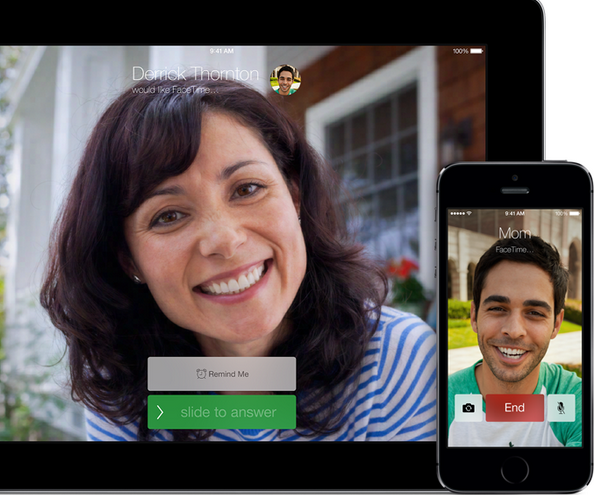 9:41 AM
100%
Derrick Thornton
would like FaceTime...
Remind Me
slide to answer
9:41 AM
100%
Mom
FaceTime...
End